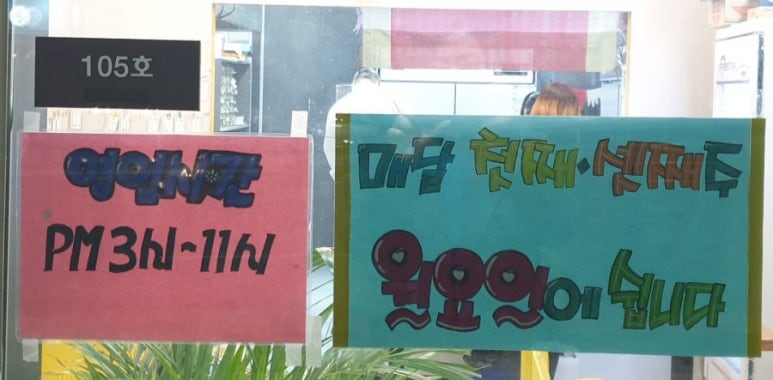 105호
영업시간
PM 3시~11시
매달 첫째·셋째주
월요일에 쉽니다